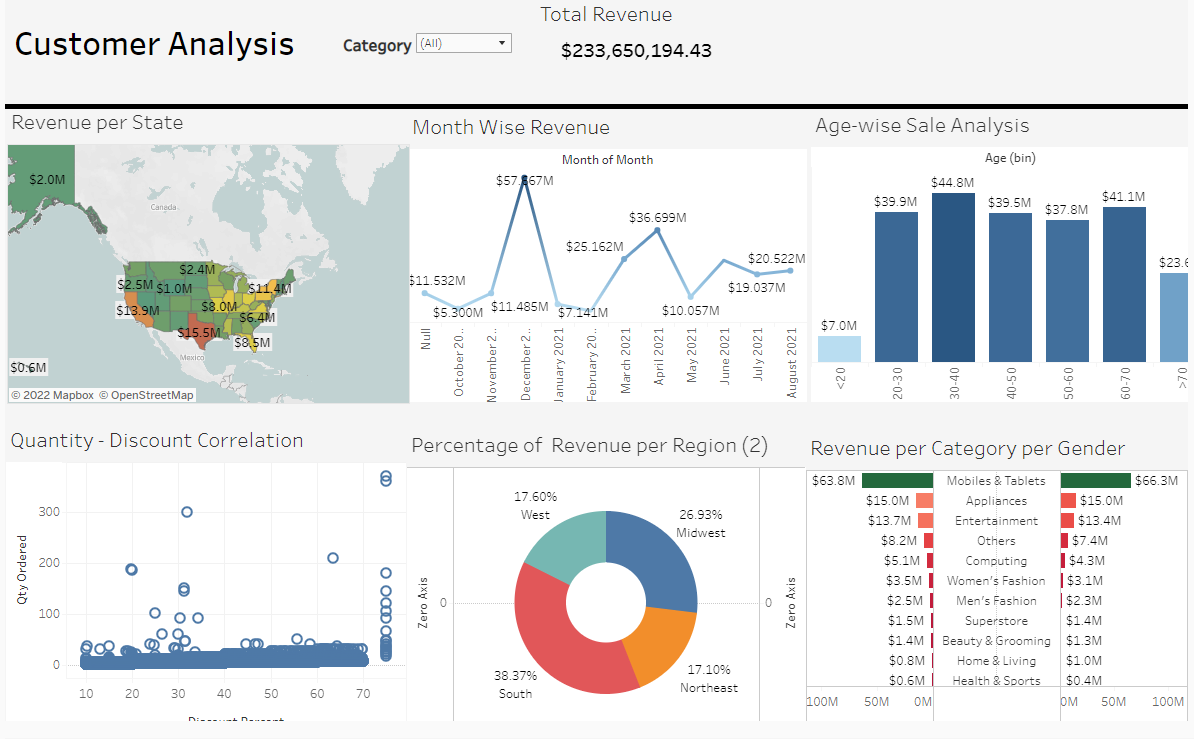 Customer Analysis
Category
(All)
Total Revenue
$233,650,194.43
Revenue per State
$2.0M
Canada
$2.4M
$2.5M
$1.0M
$11.4M
$13.9M
$8.0M
$6.4M
$15.5M
$8.5M
Mexico
$0.6M
© 2022 Mapbox © OpenStreetMap
Month Wise Revenue
Month of Month
$36.699M
$25.162M
$20.522M
$11.532M
$19.037M
$11.485M
$10.057M
$5.300M
$7.141M
Null
October 20..
November 2..
December 2..
January 2021
February 20..
March 2021
April 2021
May 2021
June 2021
July 2021
August 2021
Age-wise Sale Analysis
Age (bin)
$44.8M
$39.9M
$39.5M
$37.8M
$41.1M
$23.6
$7.0M
<20
20-30
30-40
40-50
50-60
60-70
>70
Quantity - Discount Correlation
Qty Ordered
300
200
100
0
10 20 30 40 50 60 70
Discount Percent
Percentage of Revenue per Region (2)
17.60%
West
26.93%
Midwest
Zero Axis
0
0
Zero Axis
38.37%
South
17.10%
Northeast
Revenue per Category per Gender
$63.8M Mobiles & Tablets $66.3M
$15.0M Appliances $15.0M
$13.7M Entertainment $13.4M
$8.2M Others $7.4M
$5.1M Computing $4.3M
$3.5M Women's Fashion $3.1M
$2.5M Men's Fashion $2.3M
$1.5M Superstore $1.4M
$1.4M Beauty & Grooming $1.3M
$0.8M Home & Living $1.0M
$0.6M Health & Sports $0.4M
100M 50M 0M 0M 50M 100M